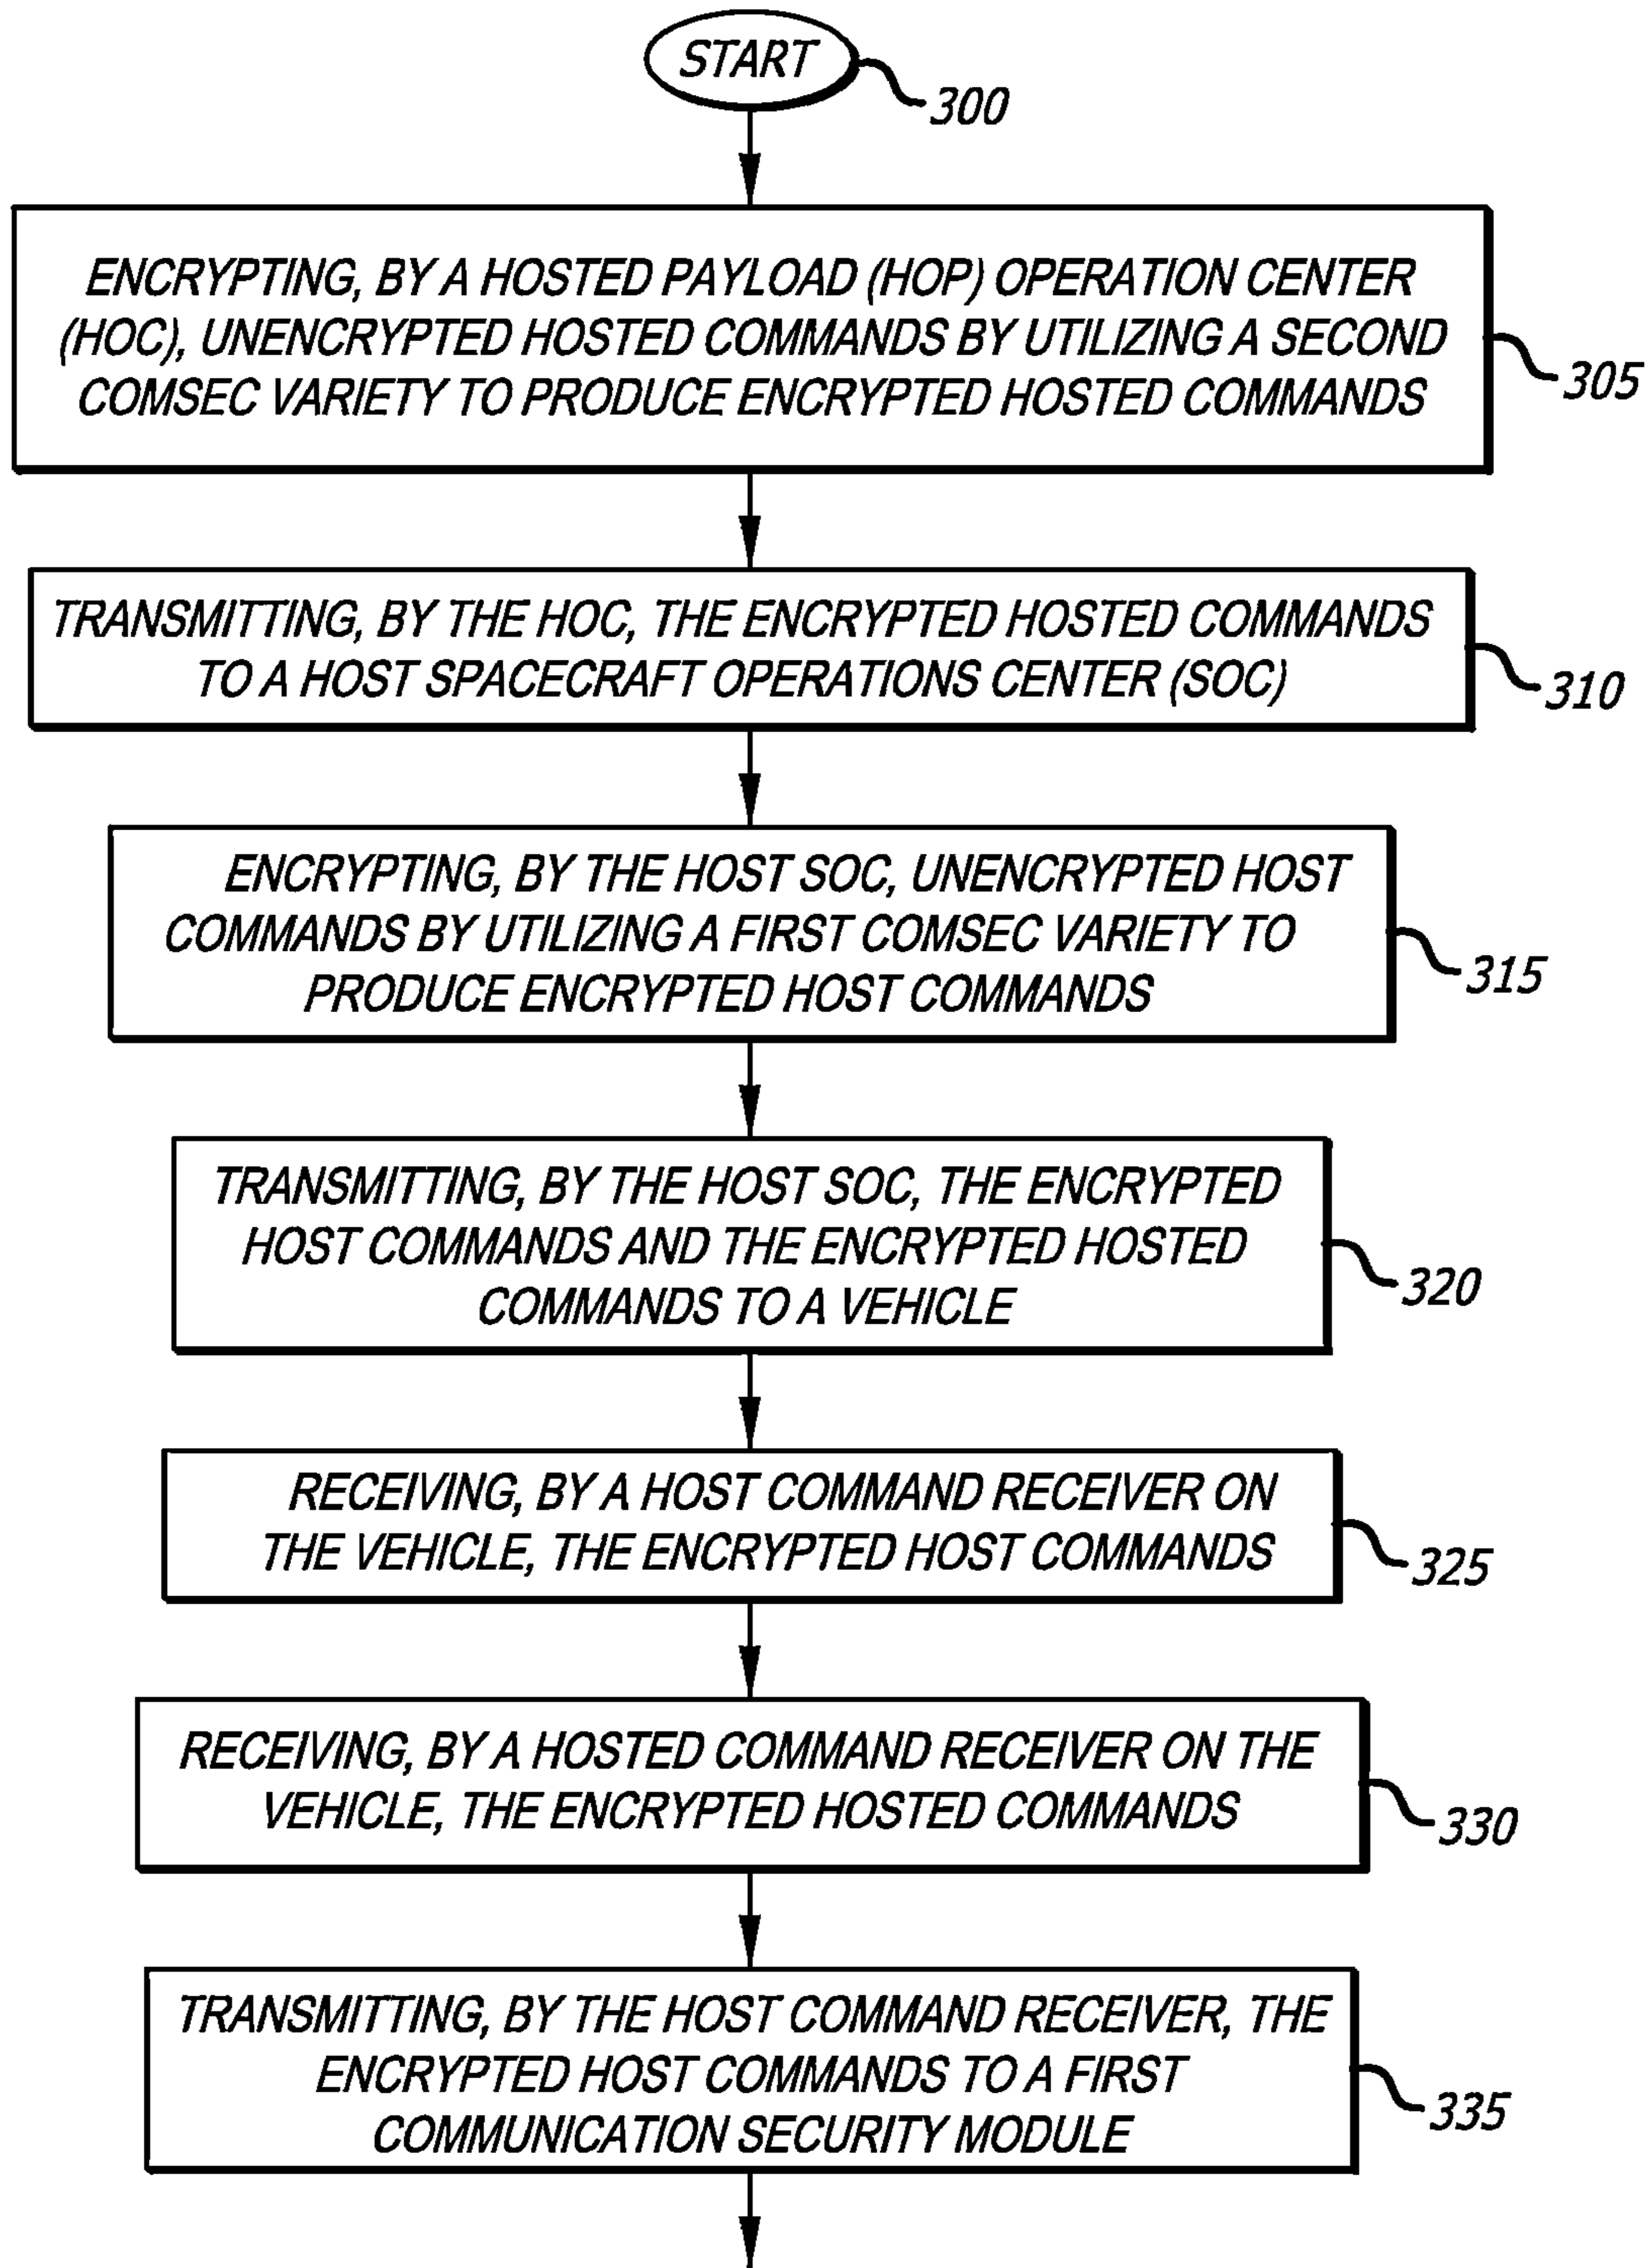 START
300
ENCRYPTING, BY A HOSTED PAYLOAD (HOP) OPERATION CENTER
(HOC), UNENCRYPTED HOSTED COMMANDS BY UTILIZING A SECOND
COMSEC VARIETY TO PRODUCE ENCRYPTED HOSTED COMMANDS
305
TRANSMITTING, BY THE HOC, THE ENCRYPTED HOSTED COMMANDS
TO A HOST SPACECRAFT OPERATIONS CENTER (SOC)
310
ENCRYPTING, BY THE HOST SOC, UNENCRYPTED HOST
COMMANDS BY UTILIZING A FIRST COMSEC VARIETY TO
PRODUCE ENCRYPTED HOST COMMANDS
315
TRANSMITTING, BY THE HOST SOC, THE ENCRYPTED
HOST COMMANDS AND THE ENCRYPTED HOSTED
COMMANDS TO A VEHICLE
320
RECEIVING, BY A HOST COMMAND RECEIVER ON
THE VEHICLE, THE ENCRYPTED HOST COMMANDS
325
RECEIVING, BY A HOSTED COMMAND RECEIVER ON THE
VEHICLE, THE ENCRYPTED HOSTED COMMANDS
330
TRANSMITTING, BY THE HOST COMMAND RECEIVER, THE
ENCRYPTED HOST COMMANDS TO A FIRST
COMMUNICATION SECURITY MODULE
335